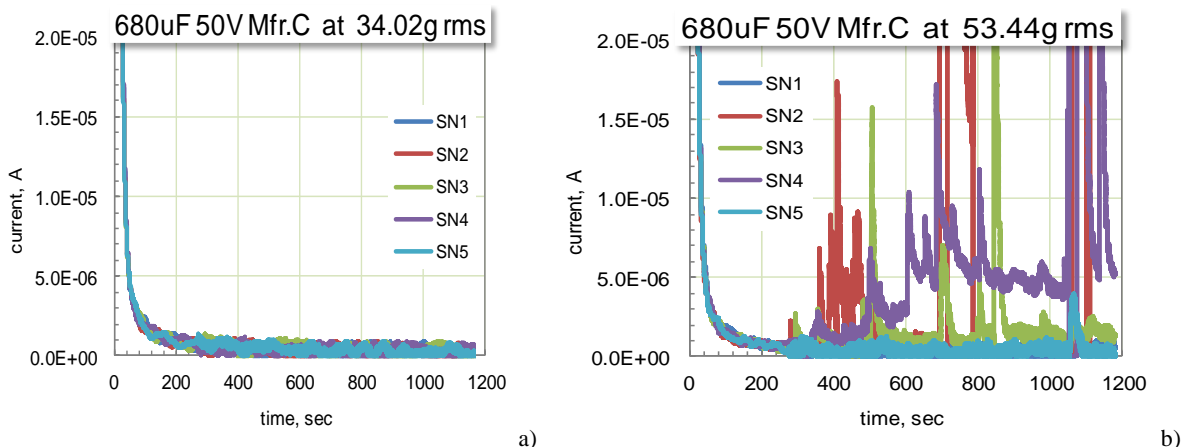 680uF 50V Mfr.C at 34.02g rms
2.0E-05
1.5E-05
1.0E-05
5.0E-06
0.0E+00
current, A
SN1
SN2
SN3
SN4
SN5
0 200 400 600 800 1000 1200
time, sec
a)
680uF 50V Mfr.C at 53.44g rms
2.0E-05
1.5E-05
1.0E-05
5.0E-06
0.0E+00
current, A
SN1
SN2
SN3
SN4
SN5
0 200 400 600 800 1000 1200
time, sec
b)